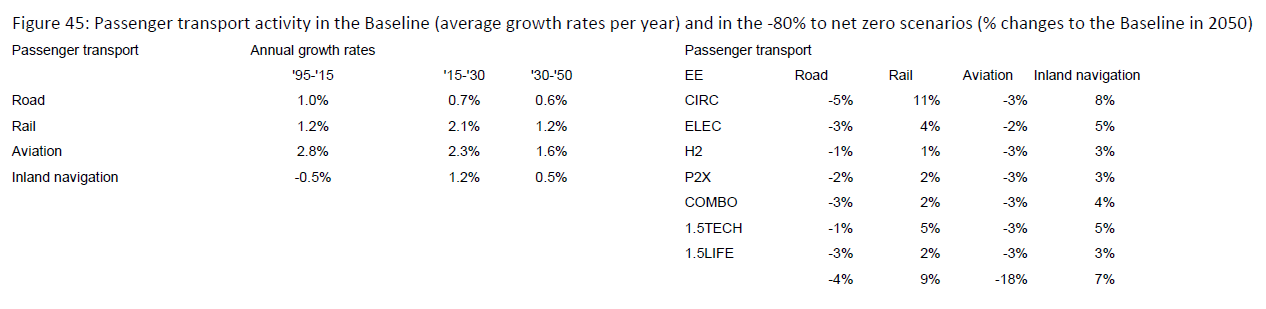 Figure 45: Passenger transport activity in the Baseline (average growth rates per year) and in the -80% to net zero scenarios (% changes to the Baseline in 2050)
Passenger transport Annual growth rates Passenger transport
'95-'15 '15-'30 '30-'50 EE Road Rail Aviation Inland navigation
Road 1.0% 0.7% 0.6% CIRC -5% 11% -3% 8%
Rail 1.2% 2.1% 1.2% ELEC -3% 4% -2% 5%
Aviation 2.8% 2.3% 1.6% H2 -1% 1% -3% 3%
Inland navigation -0.5% 1.2% 0.5% P2X -2% 2% -3% 3%
COMBO -3% 2% -3% 4%
1.5TECH -1% 5% -3% 5%
1.5LIFE -3% 2% -3% 3%
-4% 9% -18% 7%